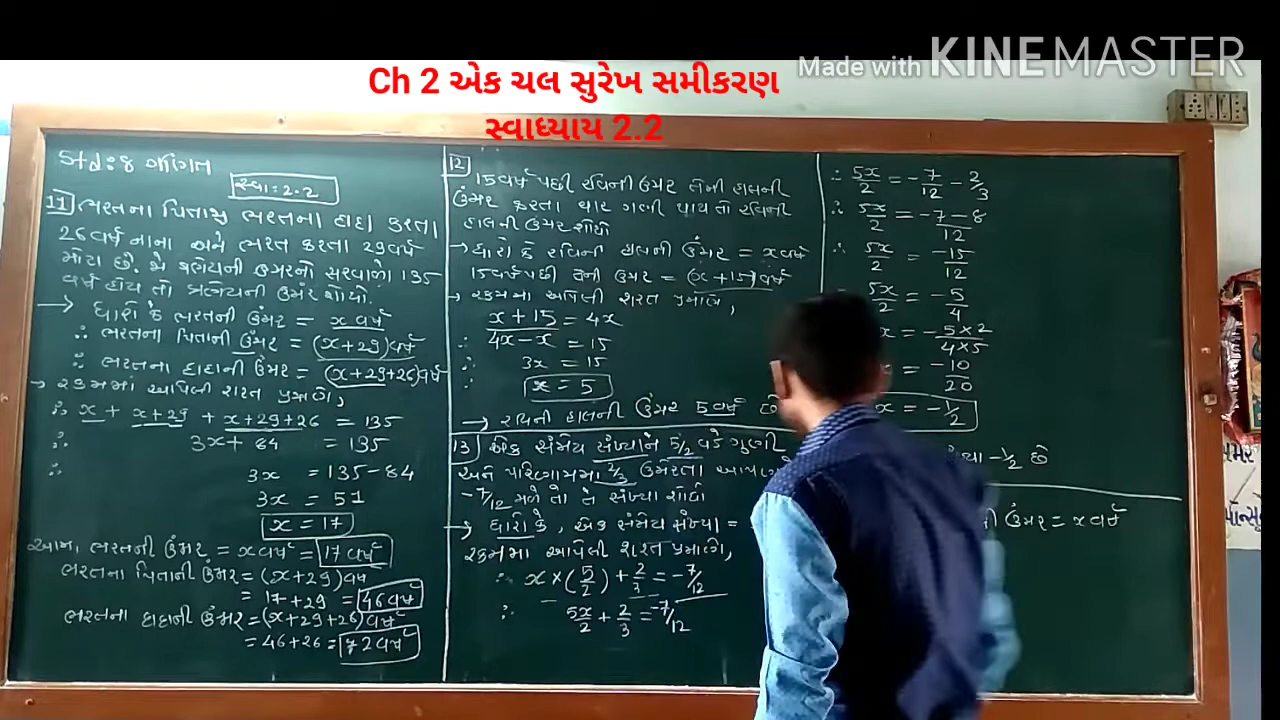 Made with KINEMASTER
Ch 2 એક ચલ સુરેખ સમીકરણ
સ્વાધ્યાય 2.2
Std: 8 ગણિત
સ્વા: 2.2
11 ભરતના પિતાજી ભરતના દાદા કરતા
26 વર્ષ નાના અને ભરત કરતા 29 વર્ષ
મોટા છે. જો ત્રણેયની ઉંમરનો સરવાળો 135
વર્ષ હોય તો ત્રણેયની ઉંમર શોધો.
→ ધારો કે ભરતની ઉંમર = x વર્ષ
∴ ભરતના પિતાની ઉંમર = (x+29) વર્ષ
∴ ભરતના દાદાની ઉંમર = (x+29+26) વર્ષ
→ રકમમાં આપેલી શરત પ્રમાણે,
∴ x + x+29 + x+29+26 = 135
∴ 3x + 84 = 135
∴ 3x = 135-84
3x = 51
x = 17
આમ, ભરતની ઉંમર = x વર્ષ = 17 વર્ષ
ભરતના પિતાની ઉંમર = (x+29) વર્ષ
= 17+29 = 46 વર્ષ
ભરતના દાદાની ઉંમર = (x+29+26) વર્ષ
= 46+26 = 72 વર્ષ
12
15 વર્ષ પછી રવિની ઉંમર તેની હાલની
ઉંમર કરતા ચાર ગણી થાય તો રવિની
હાલની ઉંમર શોધો
→ ધારો કે રવિની હાલની ઉંમર = x વર્ષ
15 વર્ષ પછી તેની ઉંમર = (x+15) વર્ષ
→ રકમમા આપેલી શરત પ્રમાણે,
x + 15 = 4x
∴ 4x-x = 15
∴ 3x = 15
∴ x = 5
→ રવિની હાલની ઉંમર 5 વર્ષ
13 એક સંમેય સંખ્યાને 5/2 વડે ગુણી
અને પરિણામમાં 2/3 ઉમેરતા
-7/12 મળે તો તે સંખ્યા શોધો
→ ધારો કે, એક સંમેય સંખ્યા =
રકમમા આપેલી શરત પ્રમાણે,
∴ x × (5/2) + 2/3 = -7/12
∴ 5x/2 + 2/3 = -7/12
∴ 5x/2 = -7/12 - 2/3
∴ 5x/2 = -7-8/12
∴ 5x/2 = -15/12
5x/2 = -5/4
x = -5×2/4×5
= -10/20
x = -1/2
-1/2 છે
ઉંમર = x વર્ષ